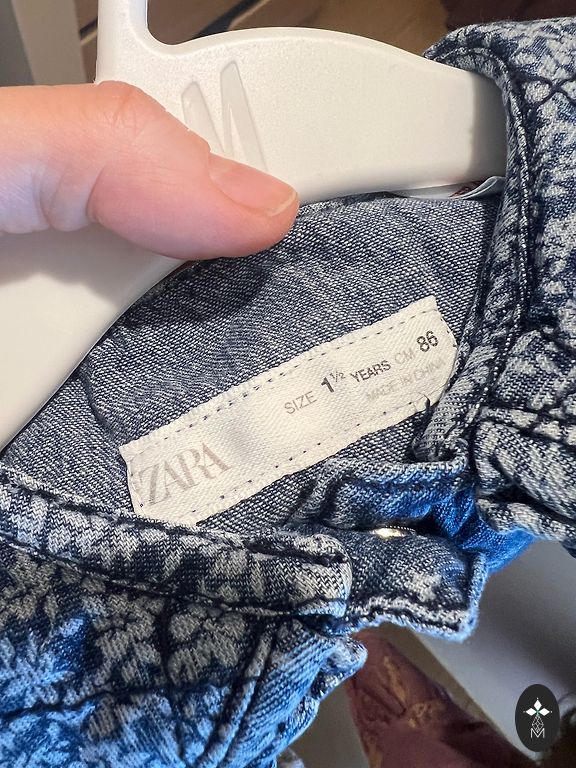 ZARA
SIZE 1½ YEARS CM 86
MADE IN CHINA
M